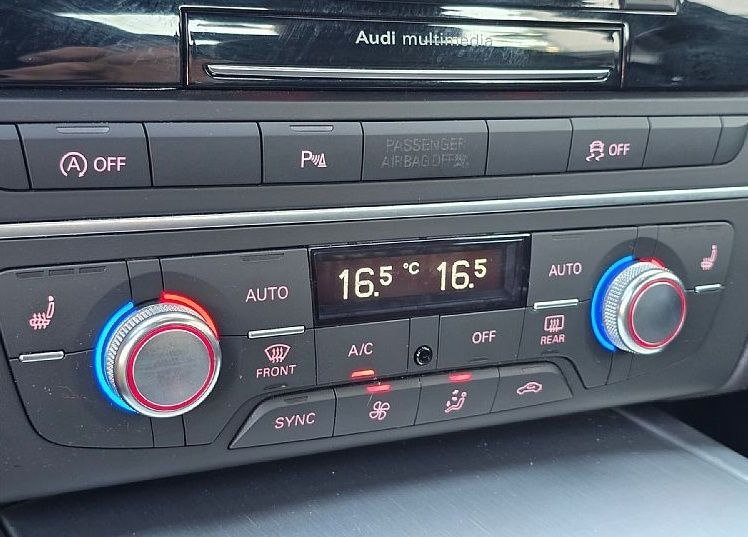 Audi multimedia
A OFF
P
PASSENGER
AIRBAG OFF
OFF
AUTO
16.5 °C 16.5
AUTO
FRONT
A/C
OFF
REAR
SYNC